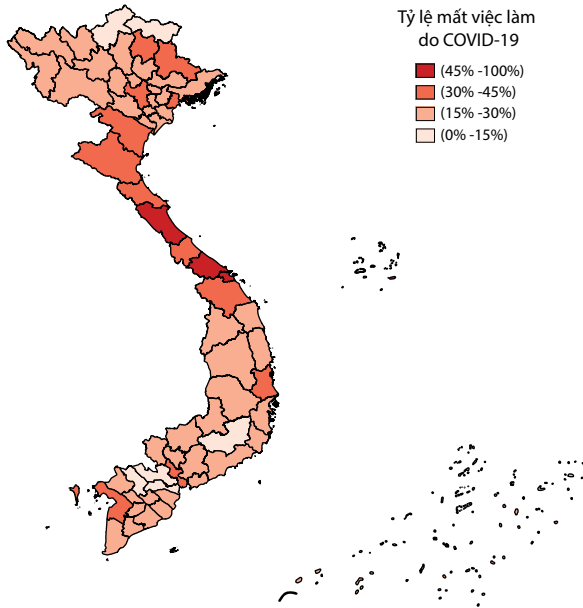 Tỷ lệ mất việc làm
do COVID-19
(45% -100%)
(30% -45%)
(15% -30%)
(0% -15%)